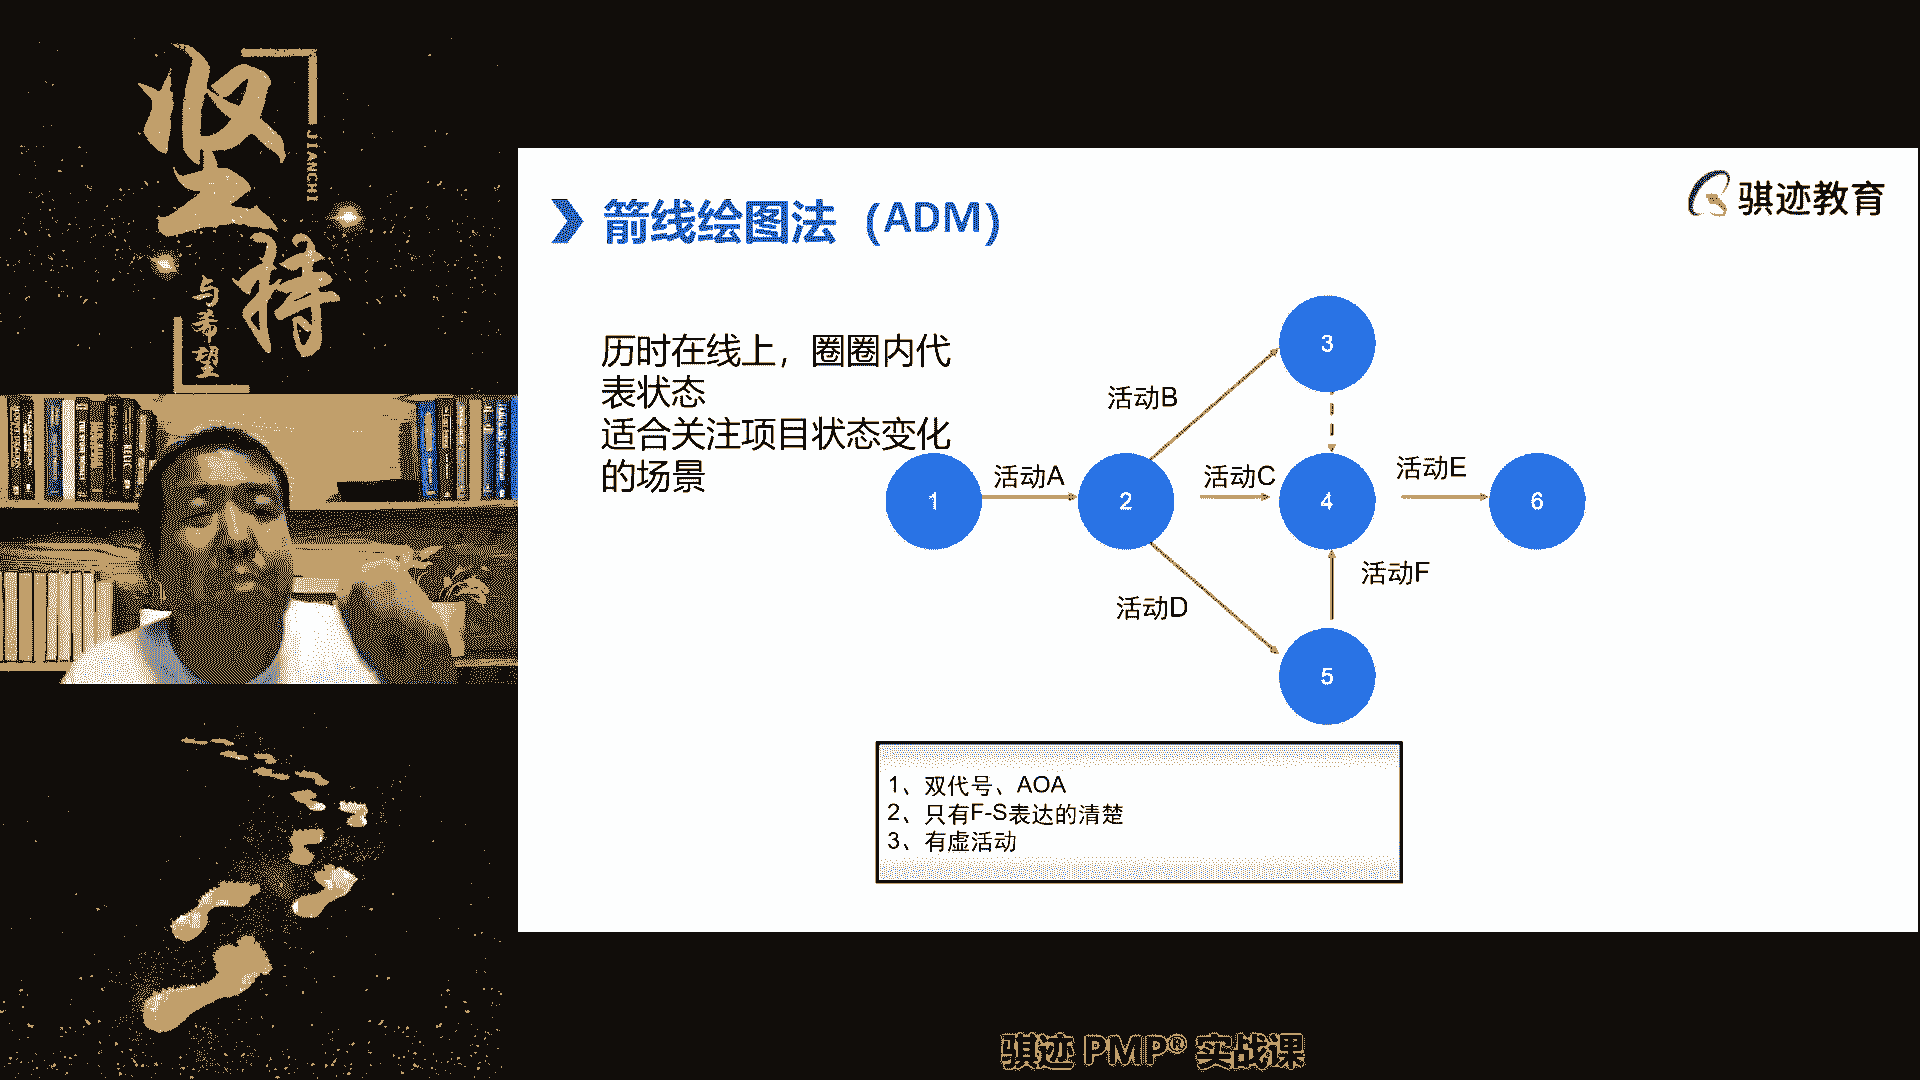 坚持
JIANCHI
与希望
骐迹教育
箭线绘图法（ADM）
历时在线上，圈圈内代
表状态
适合关注项目状态变化
的场景
3
活动B
活动A
活动C
活动E
1
2
4
6
活动F
活动D
5
1、双代号、AOA
2、只有F-S表达的清楚
3、有虚活动
骐迹 PMP® 实战课